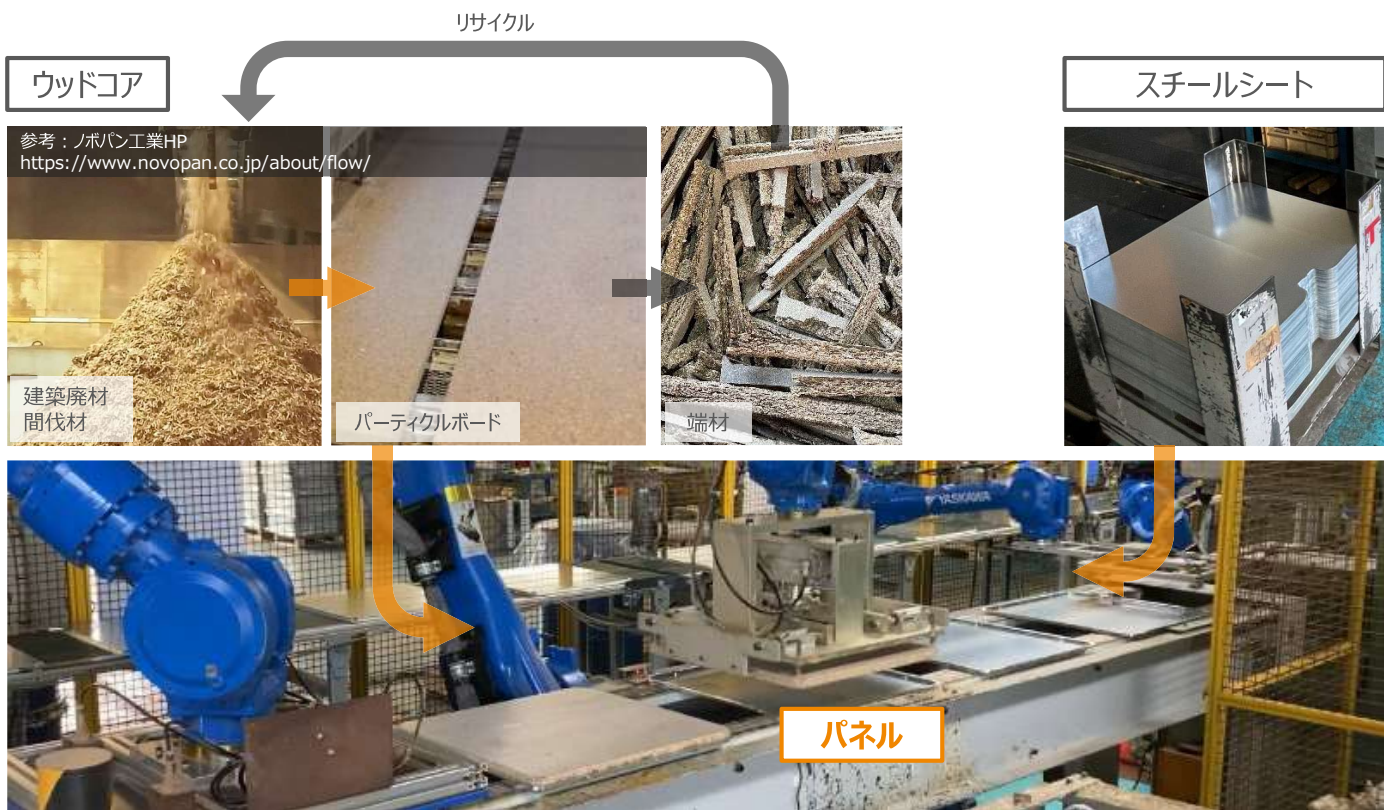 リサイクル
ウッドコア
スチールシート
参考：ノボパン工業HP
https://www.novopan.co.jp/about/flow/
建築廃材
間伐材
パーティクルボード
端材
YASKAWA
パネル